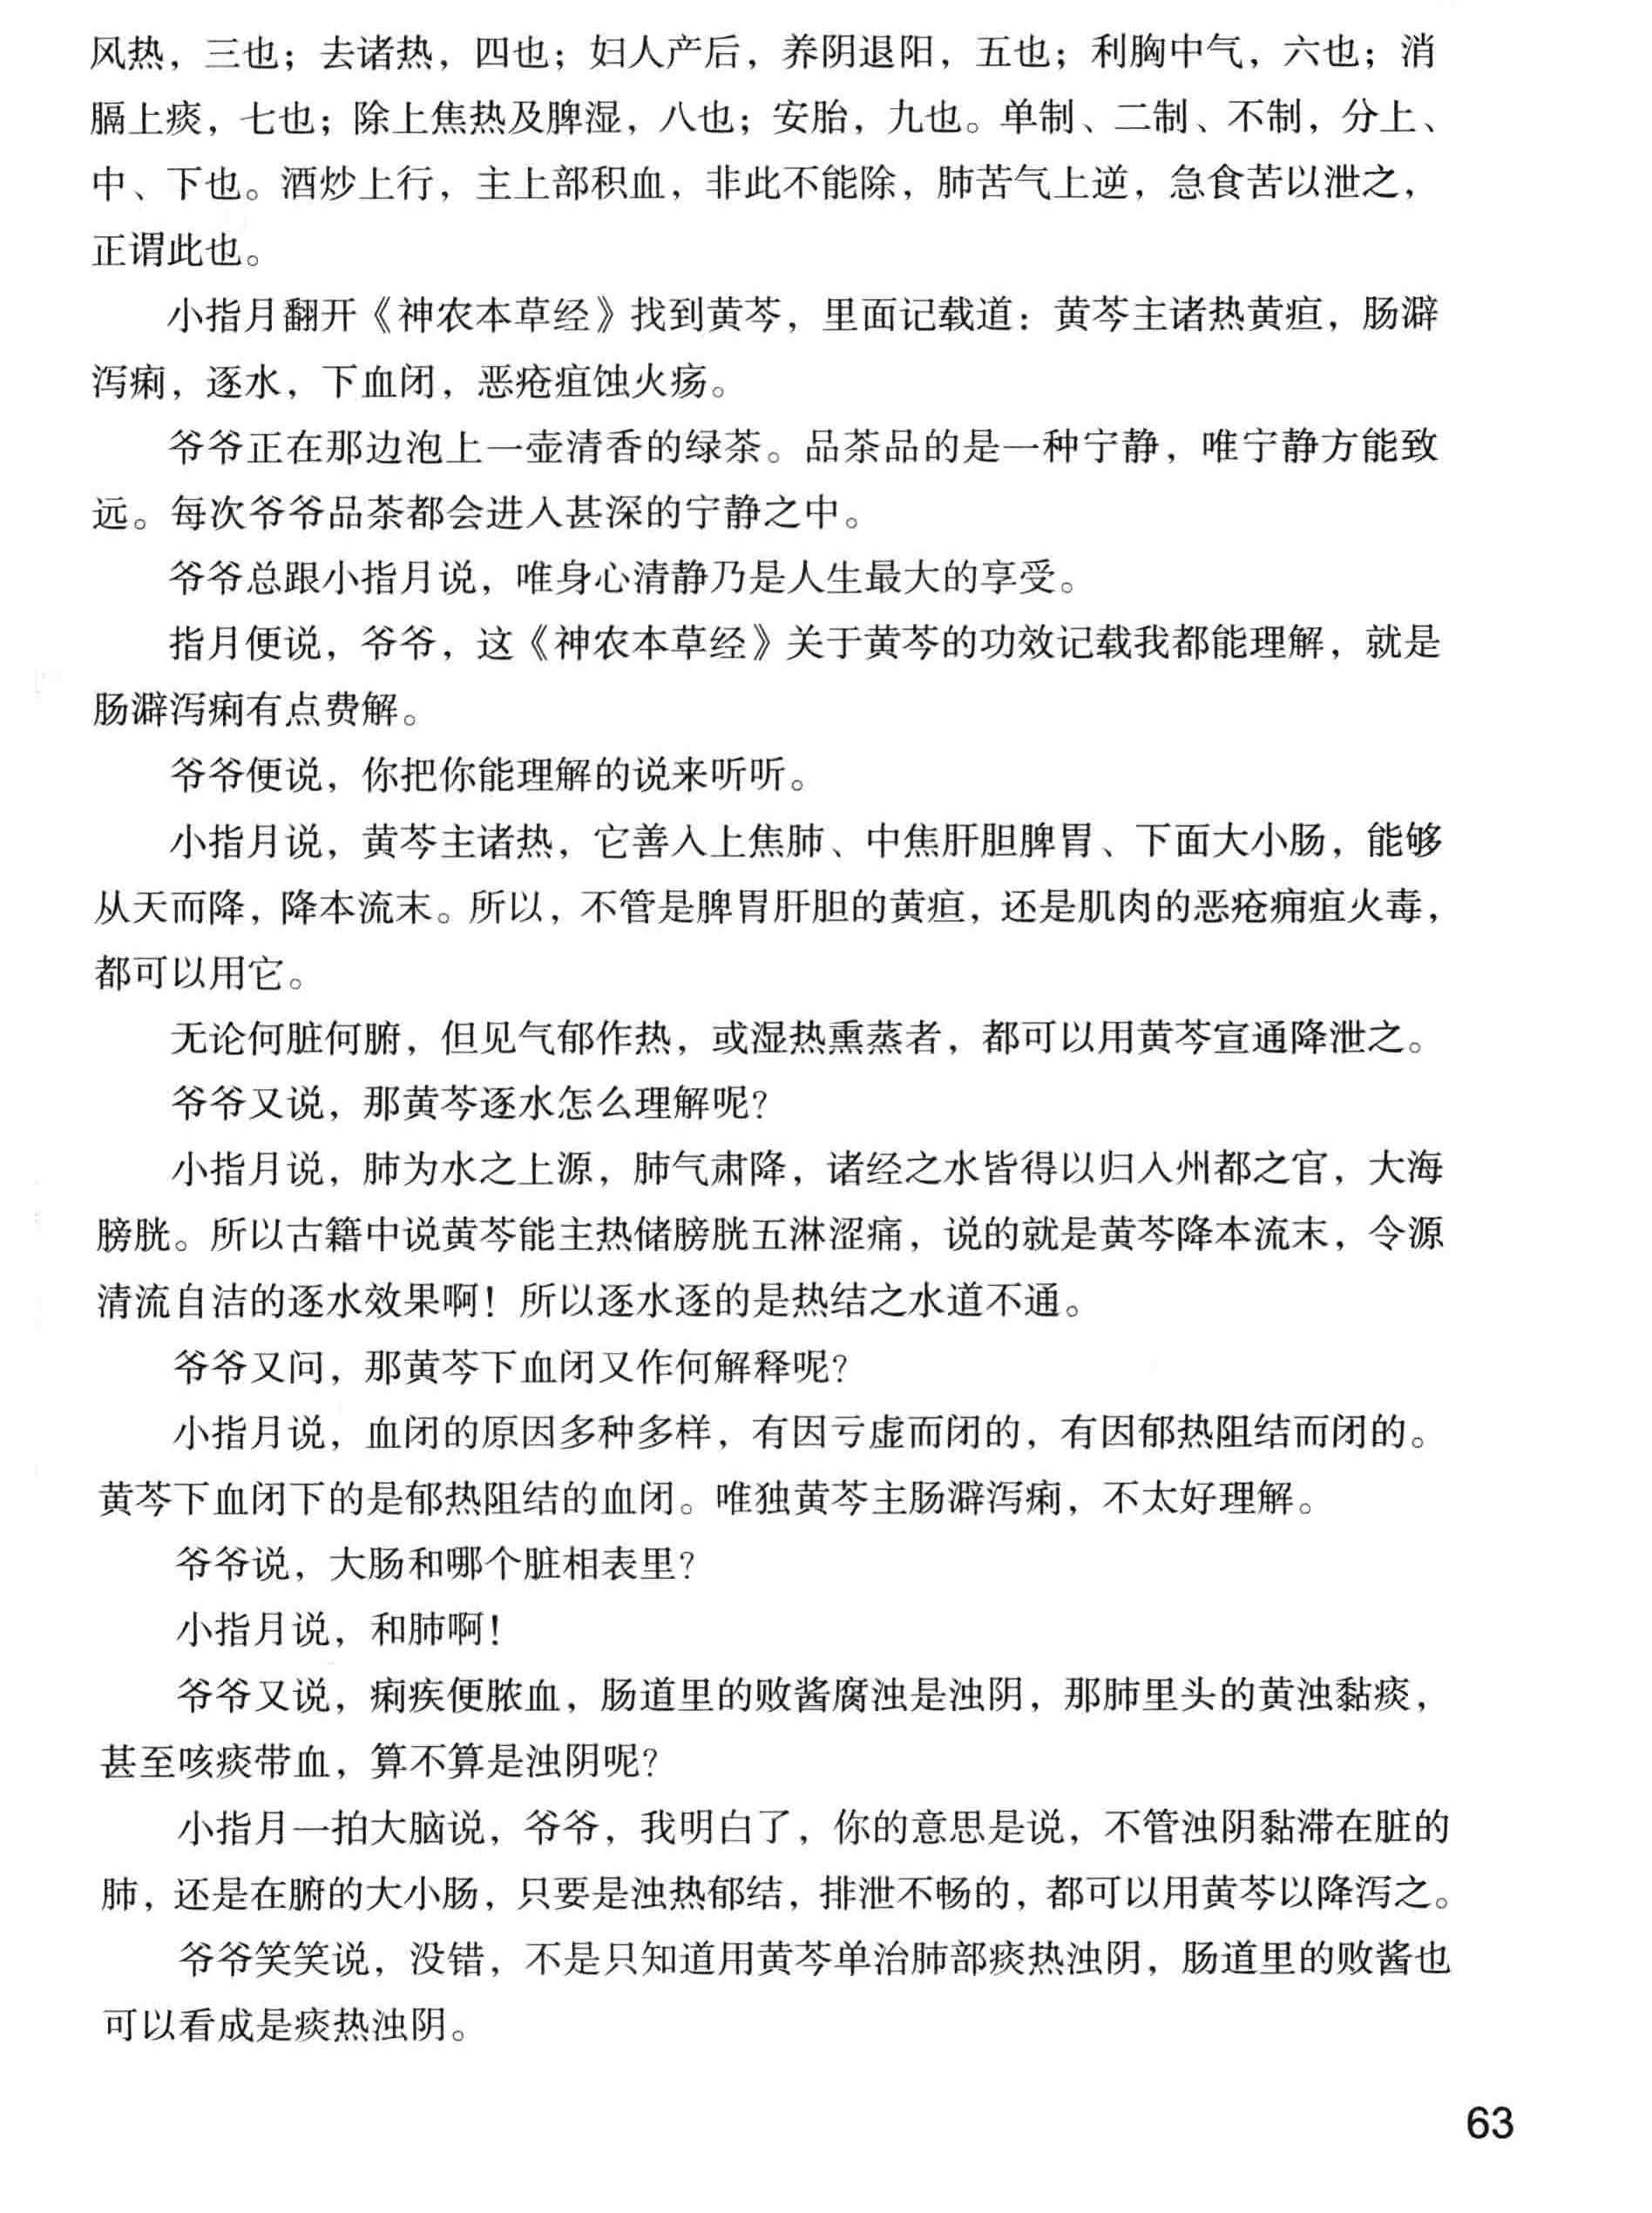 风热，三也；去诸热，四也；妇人产后，养阴退阳，五也；利胸中气，六也；消
膈上痰，七也；除上焦热及脾湿，八也；安胎，九也。单制、二制、不制，分上、
中、下也。酒炒上行，主上部积血，非此不能除，肺苦气上逆，急食苦以泄之，
正谓此也。
小指月翻开《神农本草经》找到黄芩，里面记载道：黄芩主诸热黄疸，肠澼
泻痢，逐水，下血闭，恶疮疽蚀火疡。
爷爷正在那边泡上一壶清香的绿茶。品茶品的是一种宁静，唯宁静方能致
远。每次爷爷品茶都会进入甚深的宁静之中。
爷爷总跟小指月说，唯身心清静乃是人生最大的享受。
指月便说，爷爷，这《神农本草经》关于黄芩的功效记载我都能理解，就是
肠澼泻痢有点费解。
爷爷便说，你把你能理解的说来听听。
小指月说，黄芩主诸热，它善入上焦肺、中焦肝胆脾胃、下面大小肠，能够
从天而降，降本流末。所以，不管是脾胃肝胆的黄疸，还是肌肉的恶疮痈疽火毒，
都可以用它。
无论何脏何腑，但见气郁作热，或湿热熏蒸者，都可以用黄芩宣通降泄之。
爷爷又说，那黄芩逐水怎么理解呢？
小指月说，肺为水之上源，肺气肃降，诸经之水皆得以归入州都之官，大海
膀胱。所以古籍中说黄芩能主热储膀胱五淋涩痛，说的就是黄芩降本流末，令源
清流自洁的逐水效果啊！所以逐水逐的是热结之水道不通。
爷爷又问，那黄芩下血闭又作何解释呢？
小指月说，血闭的原因多种多样，有因亏虚而闭的，有因郁热阻结而闭的。
黄芩下血闭下的是郁热阻结的血闭。唯独黄芩主肠澼泻痢，不太好理解。
爷爷说，大肠和哪个脏相表里？
小指月说，和肺啊！
爷爷又说，痢疾便脓血，肠道里的败酱腐浊是浊阴，那肺里头的黄浊黏痰，
甚至咳痰带血，算不算是浊阴呢？
小指月一拍大脑说，爷爷，我明白了，你的意思是说，不管浊阴黏滞在脏的
肺，还是在腑的大小肠，只要是浊热郁结，排泄不畅的，都可以用黄芩以降泻之。
爷爷笑笑说，没错，不是只知道用黄芩单治肺部痰热浊阴，肠道里的败酱也
可以看成是痰热浊阴。
63